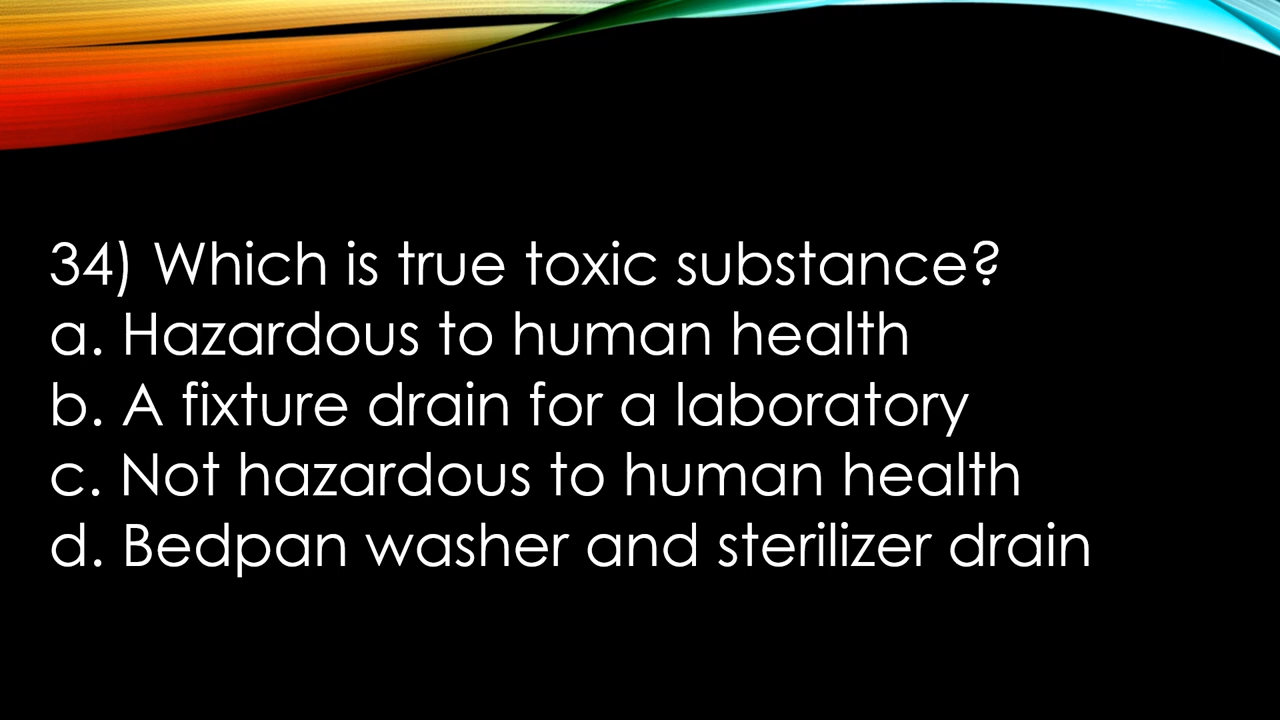 34) Which is true toxic substance?
a. Hazardous to human health
b. A fixture drain for a laboratory
c. Not hazardous to human health
d. Bedpan washer and sterilizer drain